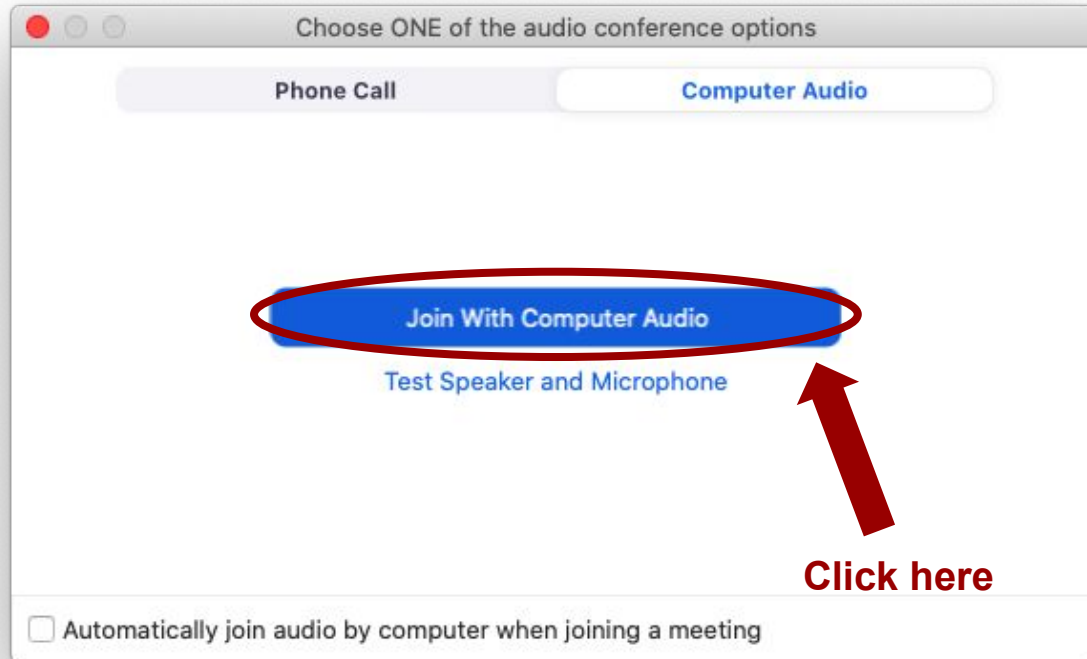 Choose ONE of the audio conference options
Phone Call
Computer Audio
Join With Computer Audio
Test Speaker and Microphone
Click here
Automatically join audio by computer when joining a meeting